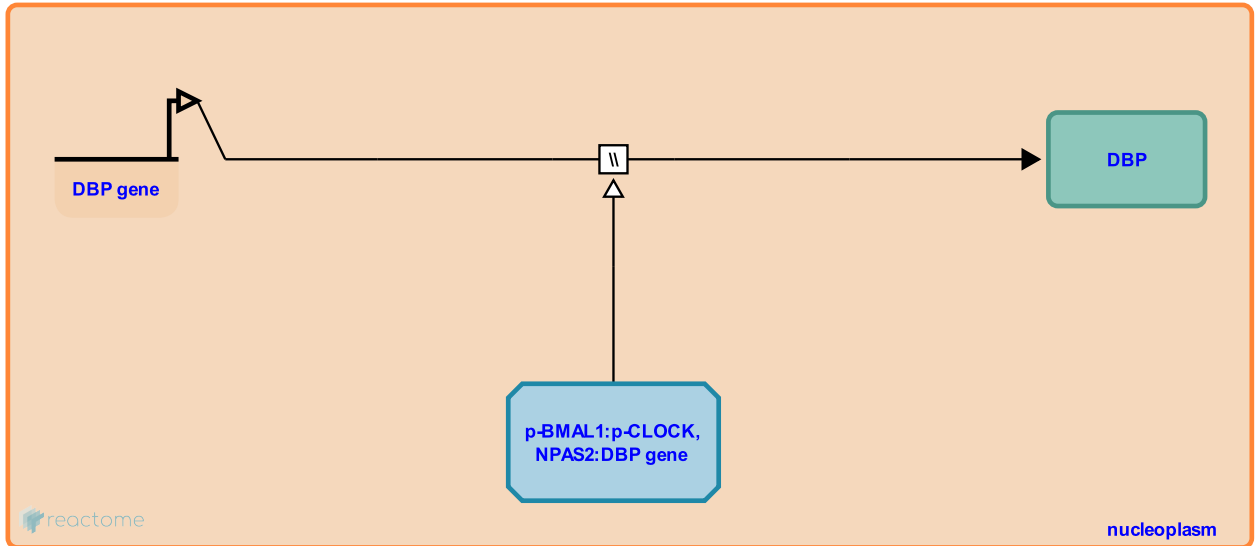 DBP gene
\\
DBP
p-BMAL1:p-CLOCK,
NPAS2:DBP gene
reactome
nucleoplasm